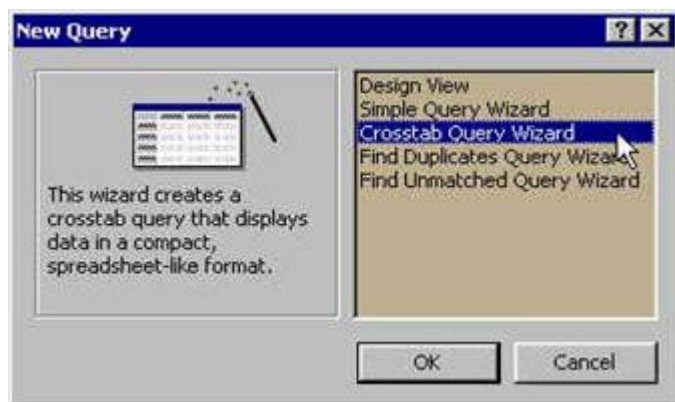 New Query
This wizard creates a
crosstab query that displays
data in a compact,
spreadsheet-like format.
Design View
Simple Query Wizard
Crosstab Query Wizard
Find Duplicates Query Wizard
Find Unmatched Query Wizard
OK
Cancel